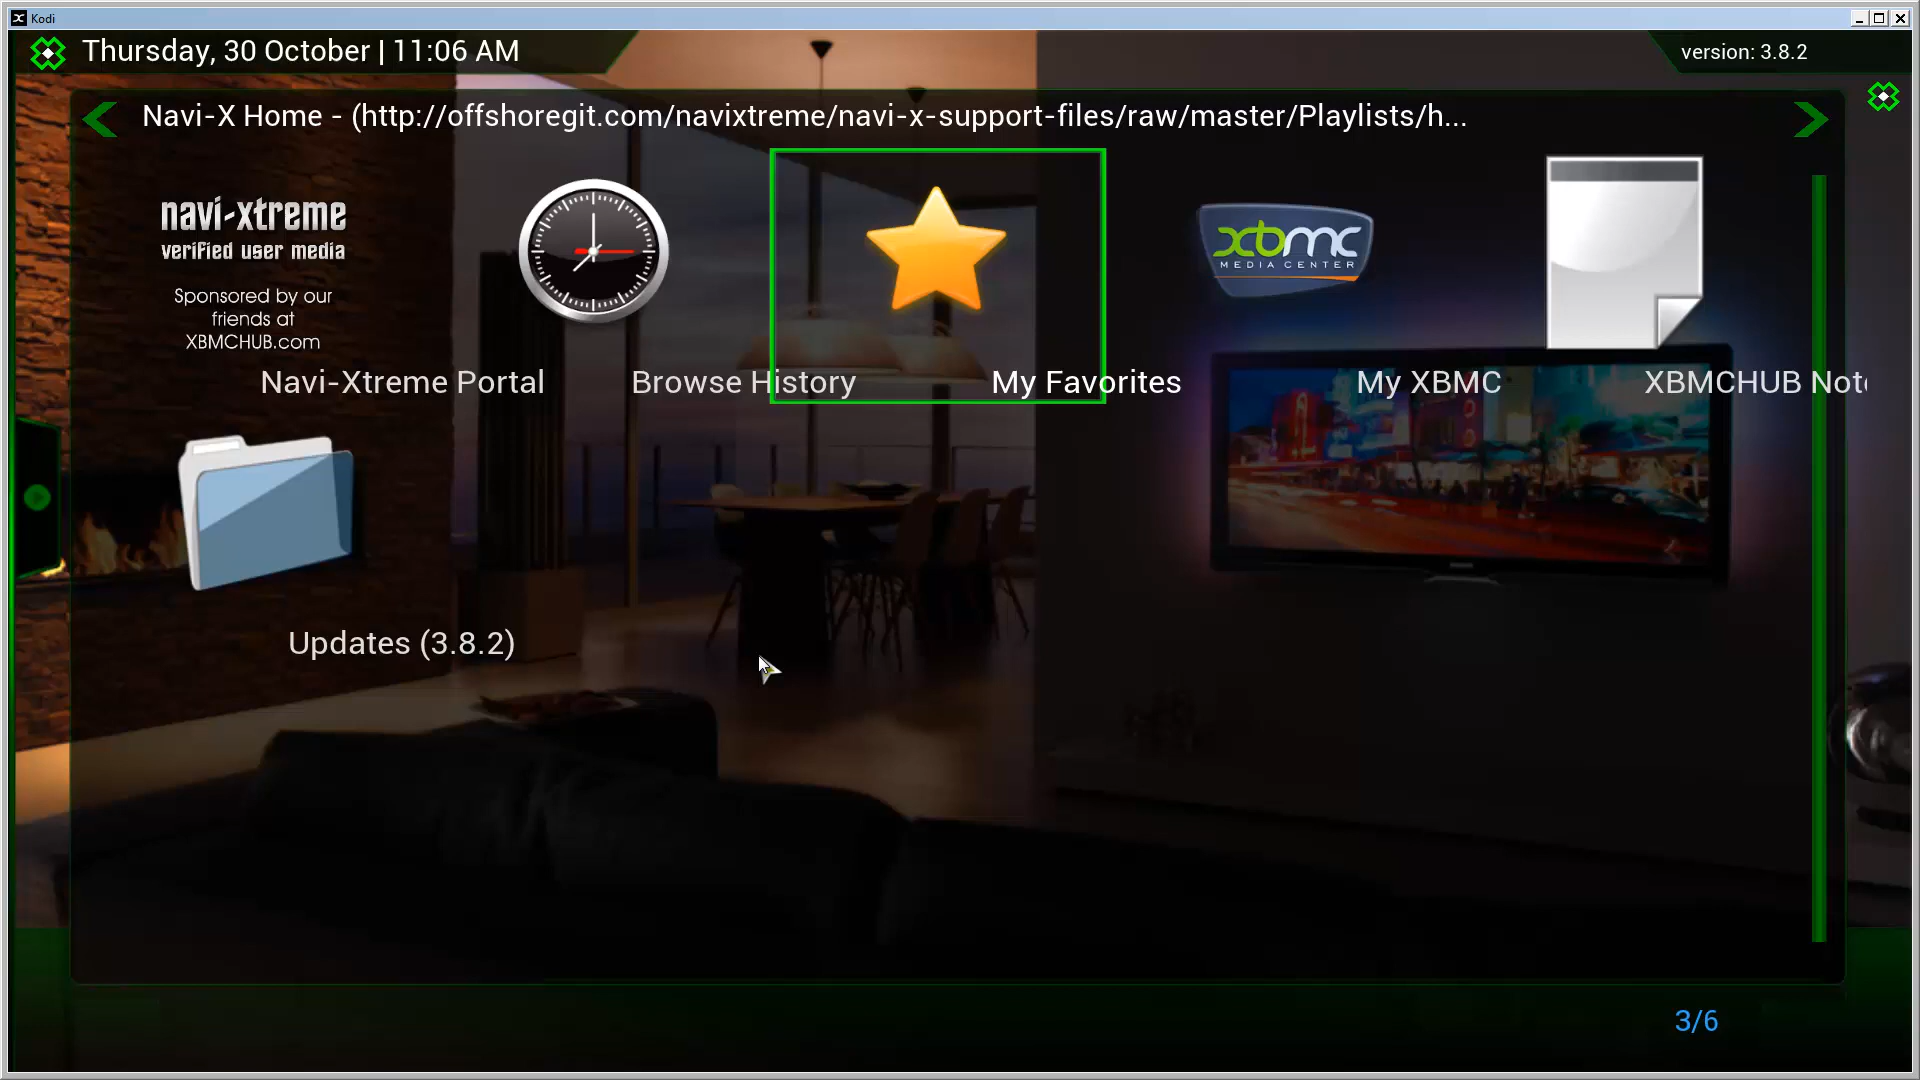 Kodi
Thursday, 30 October | 11:06 AM
version: 3.8.2
Navi-X Home - (http://offshoregit.com/navixtreme/navi-x-support-files/raw/master/Playlists/h...
navi-xtreme
verified user media
Sponsored by our
friends at
XBMCHUB.com
xbmc
MEDIA CENTER
Navi-Xtreme Portal
Browse History
My Favorites
My XBMC
XBMCHUB Note
Updates (3.8.2)
3/6